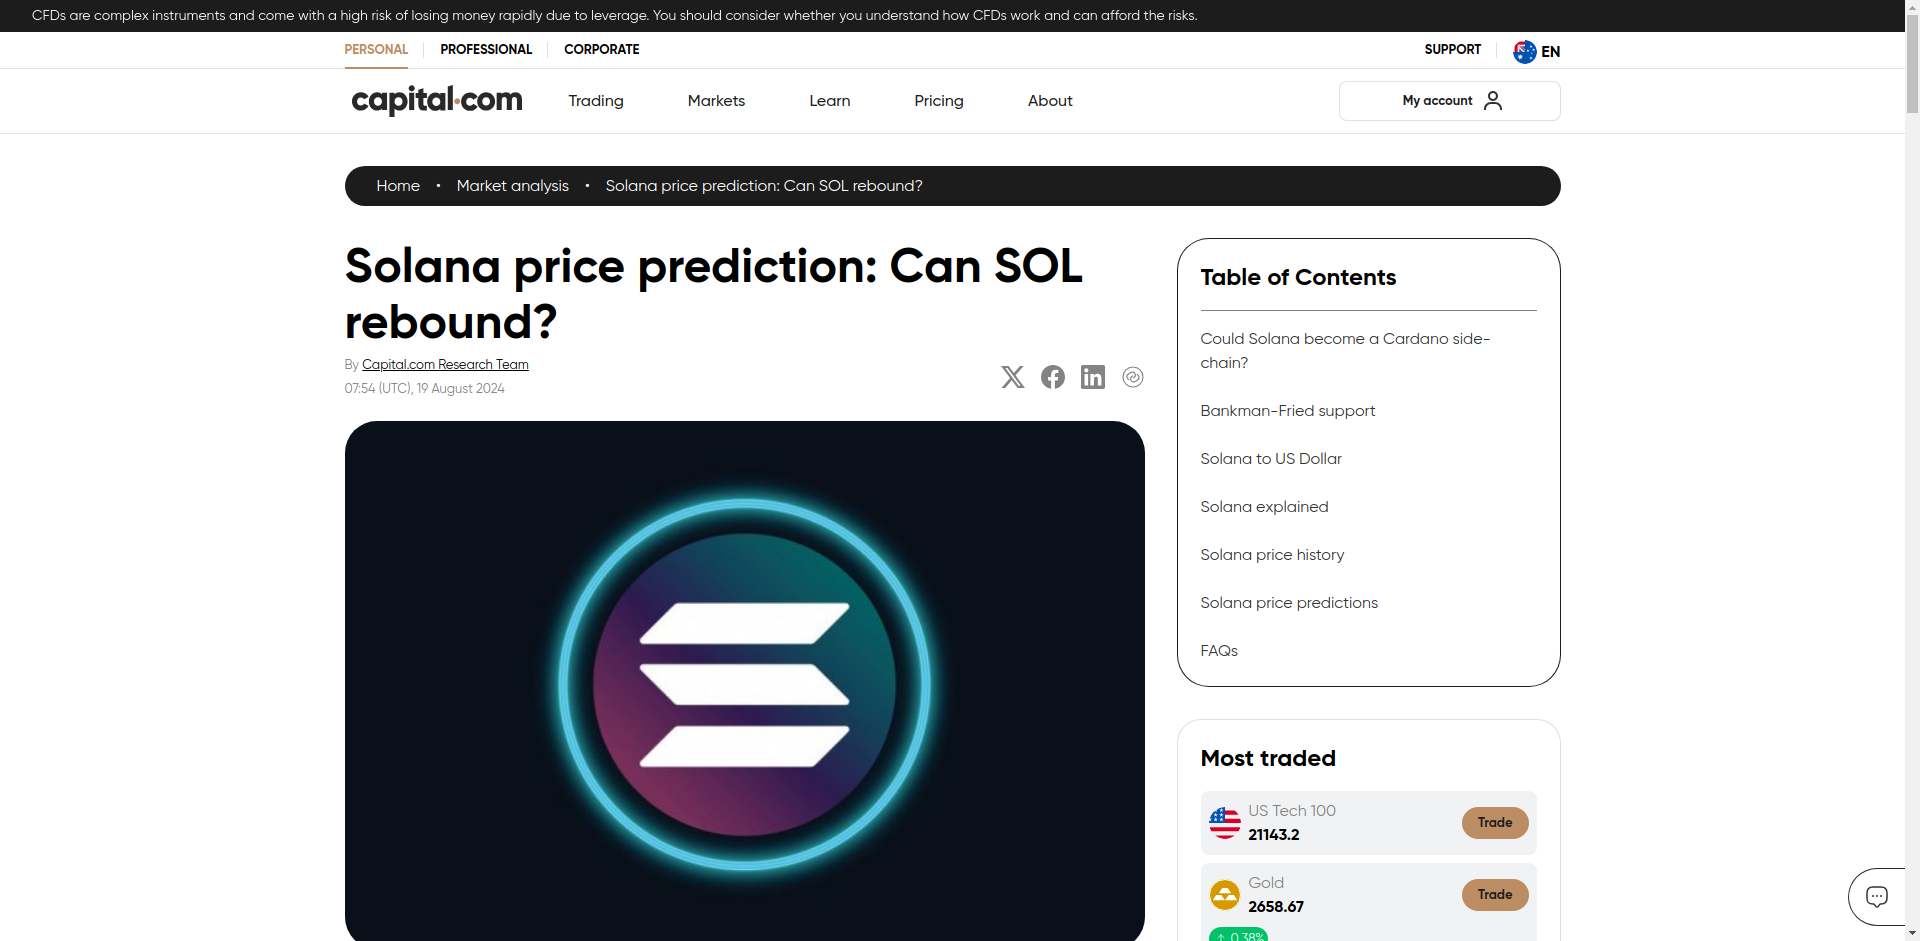 CFDs are complex instruments and come with a high risk of losing money rapidly due to leverage. You should consider whether you understand how CFDs work and can afford the risks.
PERSONAL
PROFESSIONAL
CORPORATE
SUPPORT
EN
capital.com
Trading
Markets
Learn
Pricing
About
My account
Home • Market analysis • Solana price prediction: Can SOL rebound?
Solana price prediction: Can SOL
rebound?
By Capital.com Research Team
07:54 (UTC), 19 August 2024
Table of Contents
Could Solana become a Cardano side-
chain?
Bankman-Fried support
Solana to US Dollar
Solana explained
Solana price history
Solana price predictions
FAQs
Most traded
US Tech 100
21143.2
Trade
Gold
2658.67
Trade
↑ 0.38%